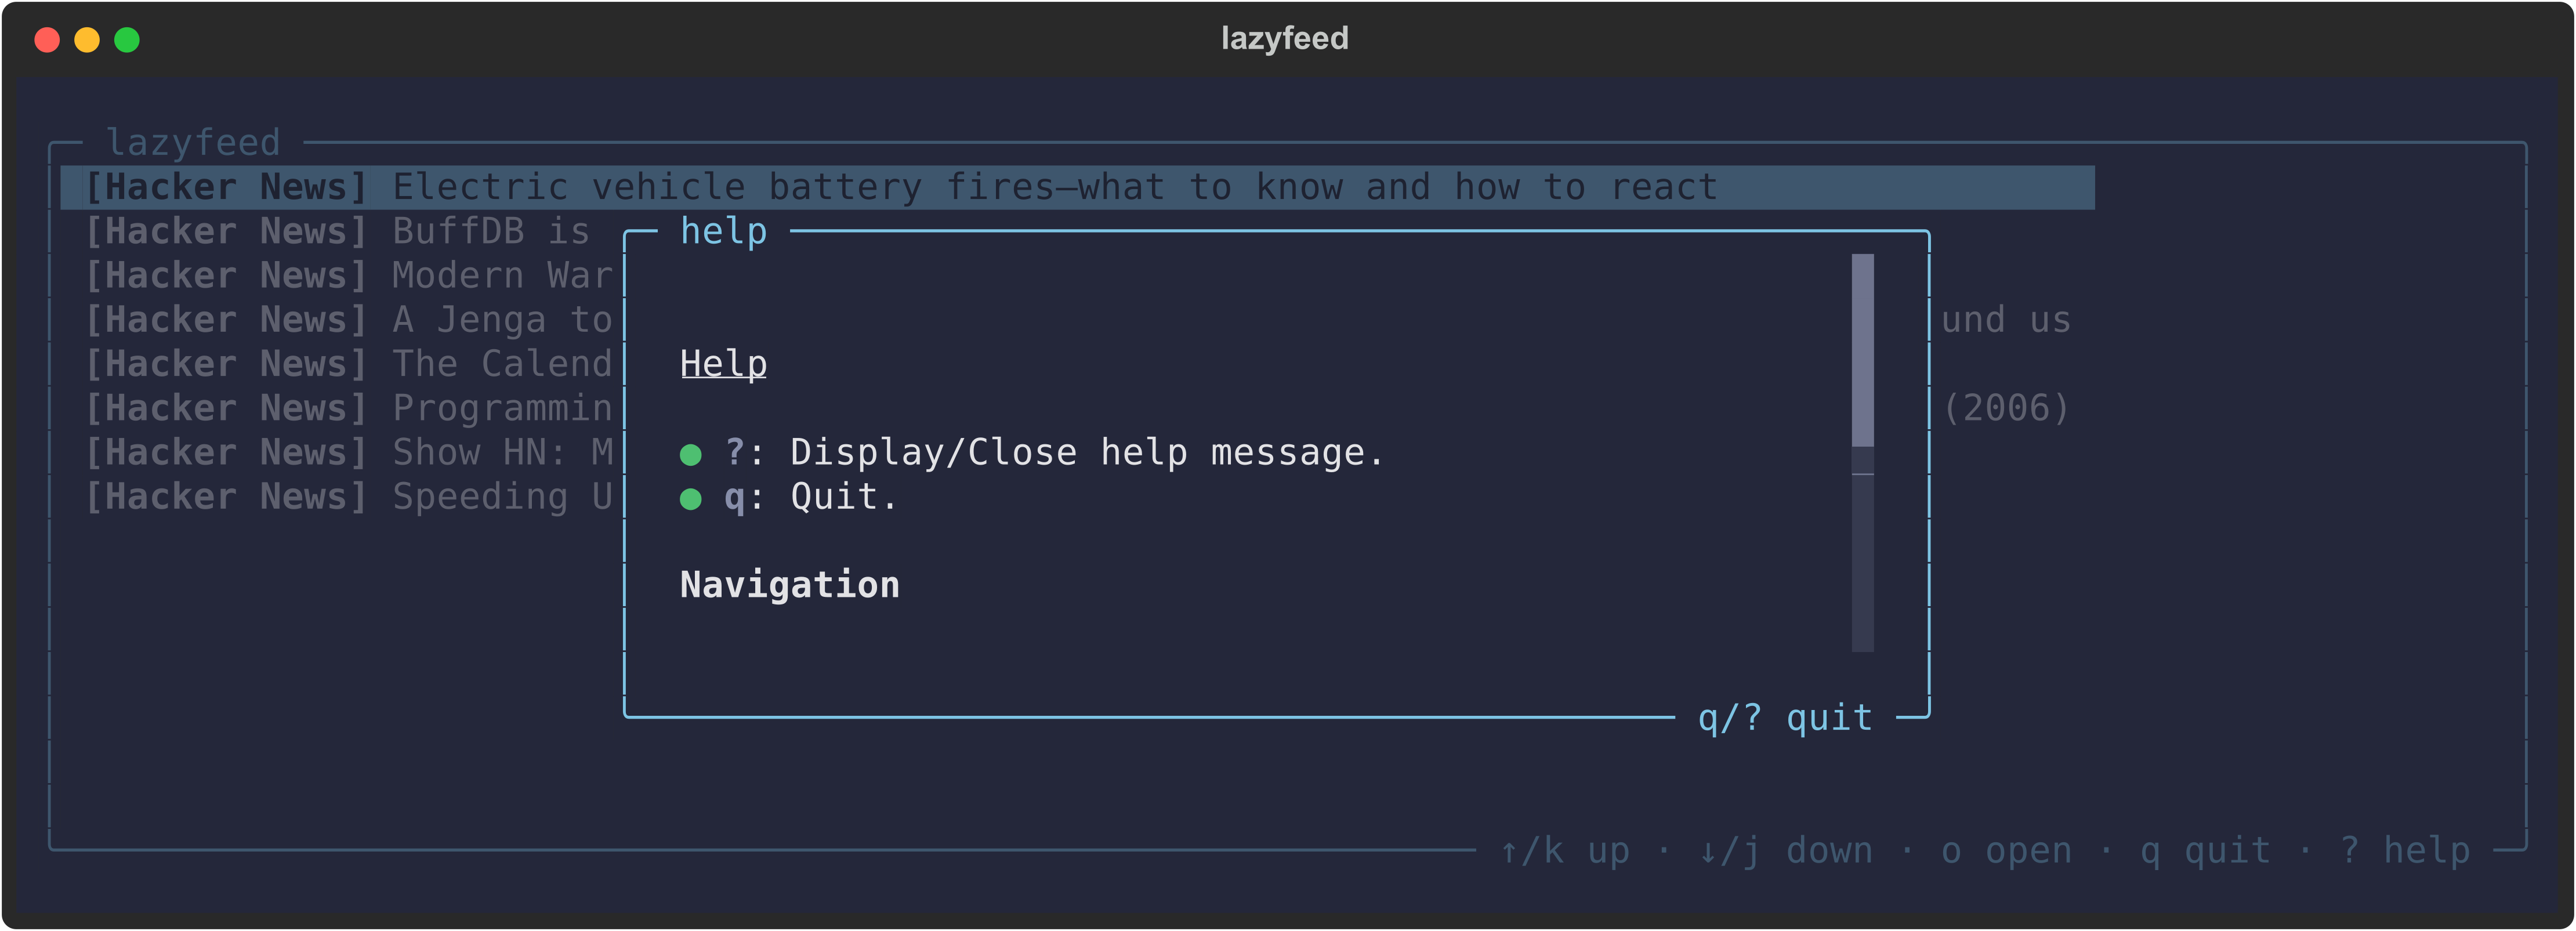 lazyfeed
lazyfeed
[Hacker News] Electric vehicle battery fires—what to know and how to react
[Hacker News] BuffDB is
help
[Hacker News] Modern War
[Hacker News] A Jenga to
und us
Help
[Hacker News] The Calend
[Hacker News] Programmin
(2006)
[Hacker News] Show HN: M
● ?: Display/Close help message.
[Hacker News] Speeding U
● q: Quit.
Navigation
q/? quit
↑/k up · ↓/j down · o open · q quit · ? help